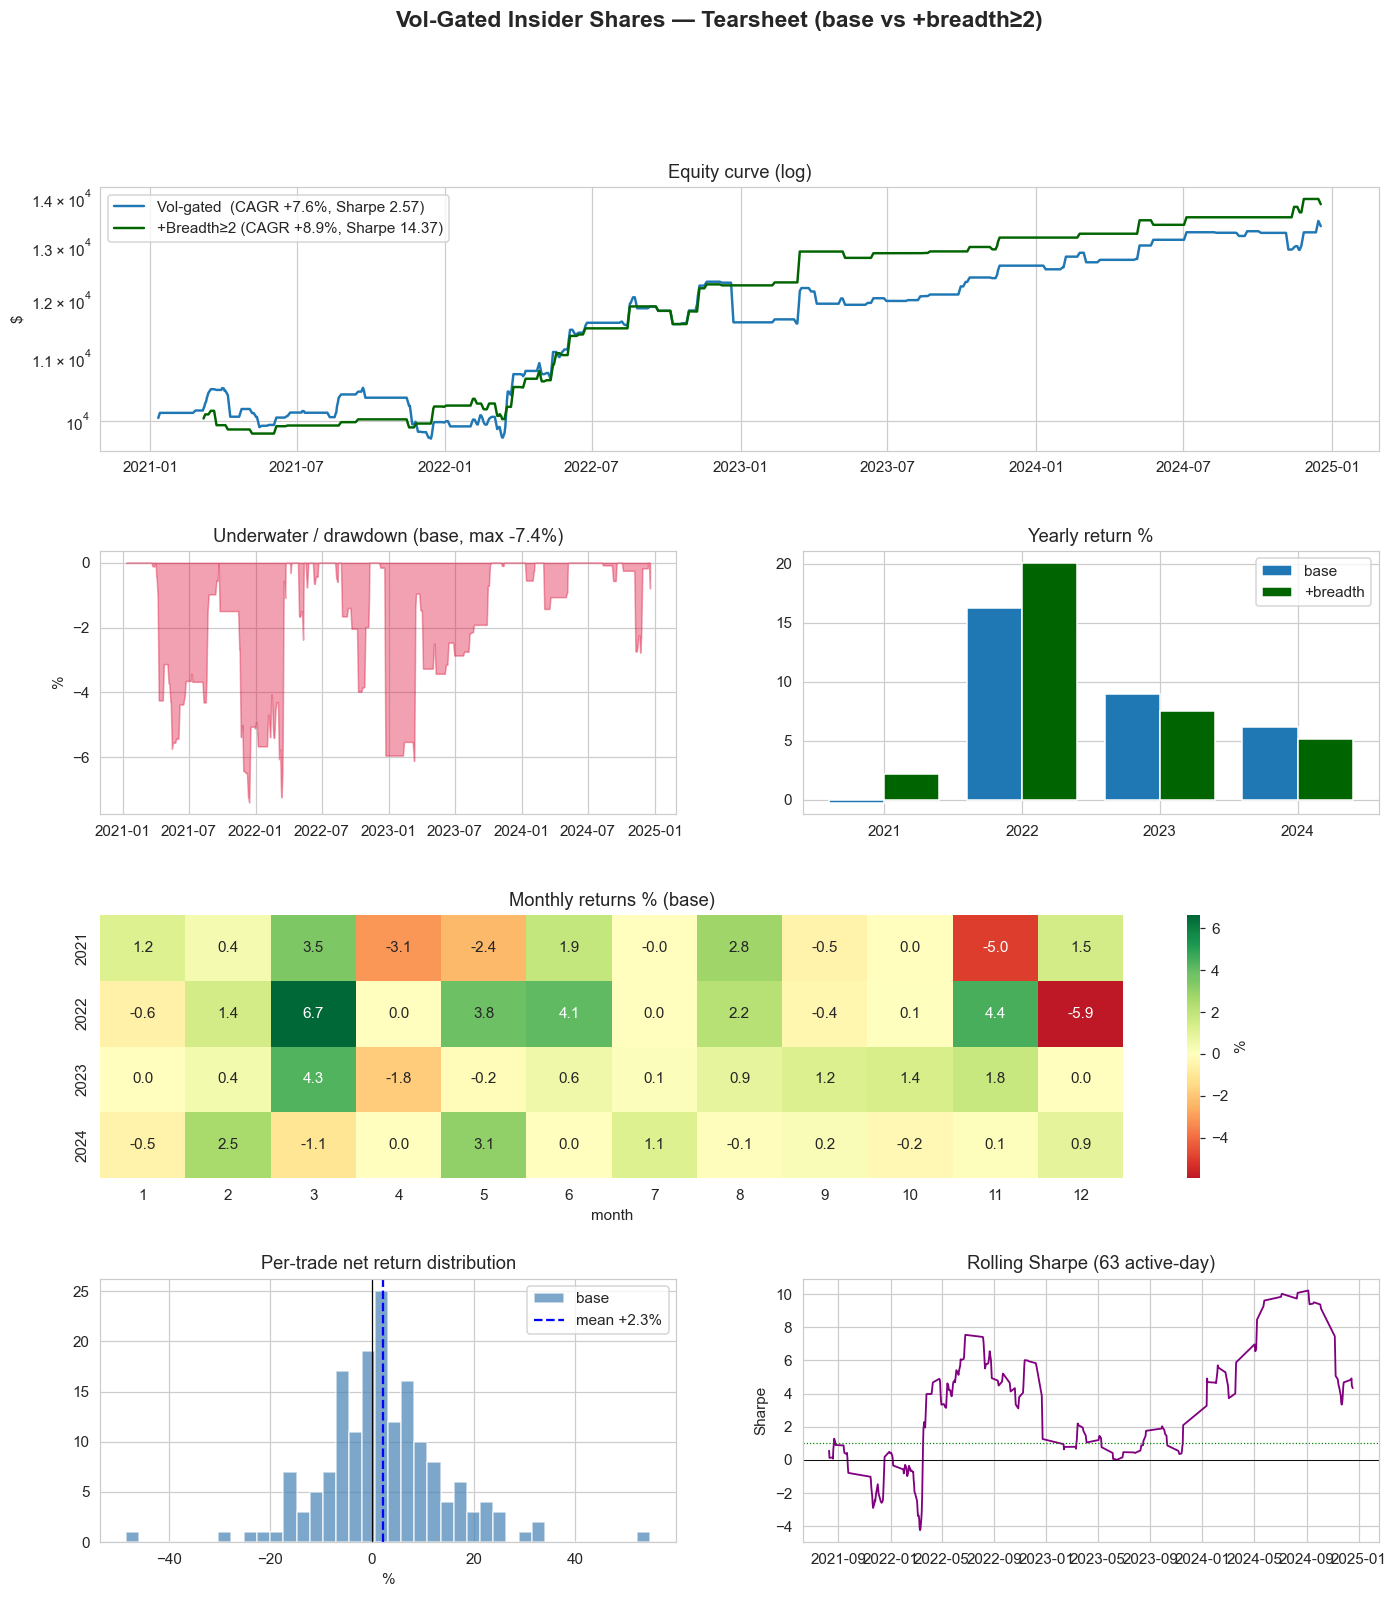 Vol-Gated Insider Shares — Tearsheet (base vs +breadth≥2)
Equity curve (log)
Vol-gated (CAGR +7.6%, Sharpe 2.57)
+Breadth≥2 (CAGR +8.9%, Sharpe 14.37)
1.4 × 10⁴
1.3 × 10⁴
1.2 × 10⁴
1.1 × 10⁴
10⁴
$
2021-01 2021-07 2022-01 2022-07 2023-01 2023-07 2024-01 2024-07 2025-01
Underwater / drawdown (base, max -7.4%)
0
−2
−4
−6
%
2021-01 2021-07 2022-01 2022-07 2023-01 2023-07 2024-01 2024-07 2025-01
Yearly return %
base
+breadth
20
15
10
5
0
2021 2022 2023 2024
Monthly returns % (base)
2021 1.2 0.4 3.5 -3.1 -2.4 1.9 -0.0 2.8 -0.5 0.0 -5.0 1.5
2022 -0.6 1.4 6.7 0.0 3.8 4.1 0.0 2.2 -0.4 0.1 4.4 -5.9
2023 0.0 0.4 4.3 -1.8 -0.2 0.6 0.1 0.9 1.2 1.4 1.8 0.0
2024 -0.5 2.5 -1.1 0.0 3.1 0.0 1.1 -0.1 0.2 -0.2 0.1 0.9
1 2 3 4 5 6 7 8 9 10 11 12
month
6
4
2
0
−2
−4
%
Per-trade net return distribution
base
mean +2.3%
25
20
15
10
5
0
−40 −20 0 20 40
%
Rolling Sharpe (63 active-day)
10
8
6
4
2
0
−2
−4
Sharpe
2021-09 2022-01 2022-05 2022-09 2023-01 2023-05 2023-09 2024-01 2024-05 2024-09 2025-01